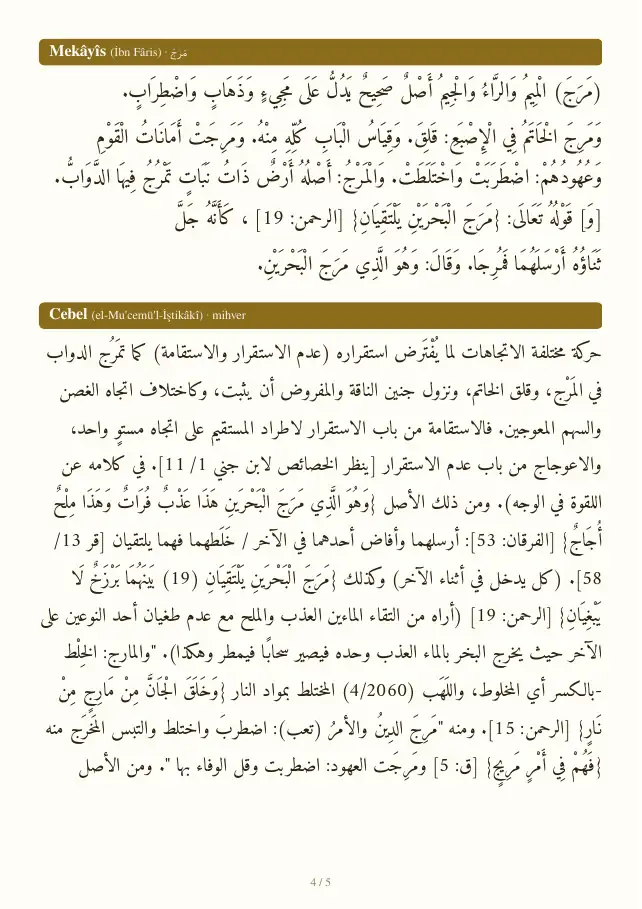 Mekâyîs (İbn Fâris) · مَرَجَ
(مَرَجَ) الْمِيمُ وَالرَّاءُ وَالْجِيمُ أَصْلٌ صَحِيحٌ يَدُلُّ عَلَى مَجِيءٍ وَذَهَابٍ وَاضْطِرَابٍ.
وَمَرِجَ الْخَاتَمُ فِي الْإِصْبَعِ: قَلِقَ. وَقِيَاسُ الْبَابِ كُلِّهِ مِنْهُ. وَمَرِجَتْ أَمَانَاتُ الْقَوْمِ
وَعُهُودُهُمْ: اضْطَرَبَتْ وَاخْتَلَطَتْ. وَالْمَرْجُ: أَصْلُهُ أَرْضٌ ذَاتُ نَبَاتٍ تَمْرُجُ فِيهَا الدَّوَابُّ.
[وَ] قَوْلُهُ تَعَالَى: {مَرَجَ الْبَحْرَيْنِ يَلْتَقِيَانِ} [الرحمن: 19] ، كَأَنَّهُ جَلَّ
ثَنَاؤُهُ أَرْسَلَهُمَا فَمُرِجَا. وَقَالَ: وَهُوَ الَّذِي مَرَجَ الْبَحْرَيْنِ.
Cebel (el-Mu'cemü'l-İştikâkî) · mihver
حركة مختلفة الاتجاهات لما يُفْتَرض استقراره (عدم الاستقرار والاستقامة) كما تمَرُج الدواب
في المَرْج، وقلق الخاتم، ونزول جنين الناقة والمفروض أن يثبت، وكاختلاف اتجاه الغصن
والسهم المعوجين. فالاستقامة من باب الاستقرار لاطراد المستقيم على اتجاه مستوٍ واحد،
والاعوجاج من باب عدم الاستقرار [ينظر الخصائص لابن جني 1/ 11]. في كلامه عن
اللقوة في الوجه). ومن ذلك الأصل {وَهُوَ الَّذِي مَرَجَ الْبَحْرَيْنِ هَذَا عَذْبٌ فُرَاتٌ وَهَذَا مِلْحٌ
أُجَاجٌ} [الفرقان: 53]: أرسلهما وأفاض أحدهما في الآخر / خَلَطهما فهما يلتقيان [قر 13/
58]. (كل يدخل في أثناء الآخر) وكذلك {مَرَجَ الْبَحْرَيْنِ يَلْتَقِيَانِ (19) بَيْنَهُمَا بَرْزَخٌ لَا
يَبْغِيَانِ} [الرحمن: 19] (أراه من التقاء الماءين العذب والملح مع عدم طغيان أحد النوعين على
الآخر حيث يخرج البخر بالماء العذب وحده فيصير سحابًا فيمطر وهكذا). "والمارج: الخِلْط
-بالكسر أي المخلوط، واللهَب (4/2060) المختلط بمواد النار {وَخَلَقَ الْجَانَّ مِنْ مَارِجٍ مِنْ
نَارٍ} [الرحمن: 15]. ومنه "مَرِجَ الدِينُ والأمرُ (تعب): اضطربَ واختلط والتبس المَخرَج منه
{فَهُمْ فِي أَمْرٍ مَرِيجٍ} [ق: 5] ومَرِجَت العهود: اضطربت وقل الوفاء بها ". ومن الأصل
4 / 5